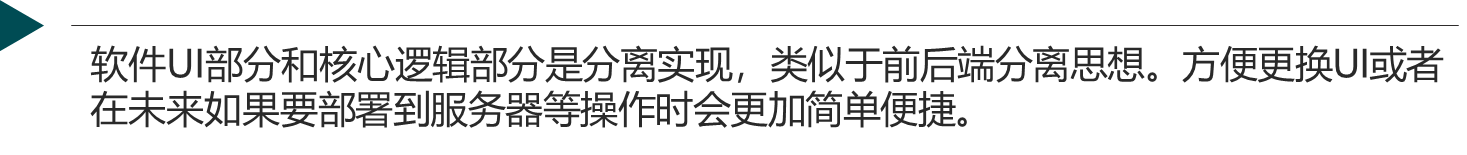 软件UI部分和核心逻辑部分是分离实现，类似于前后端分离思想。方便更换UI或者
在未来如果要部署到服务器等操作时会更加简单便捷。